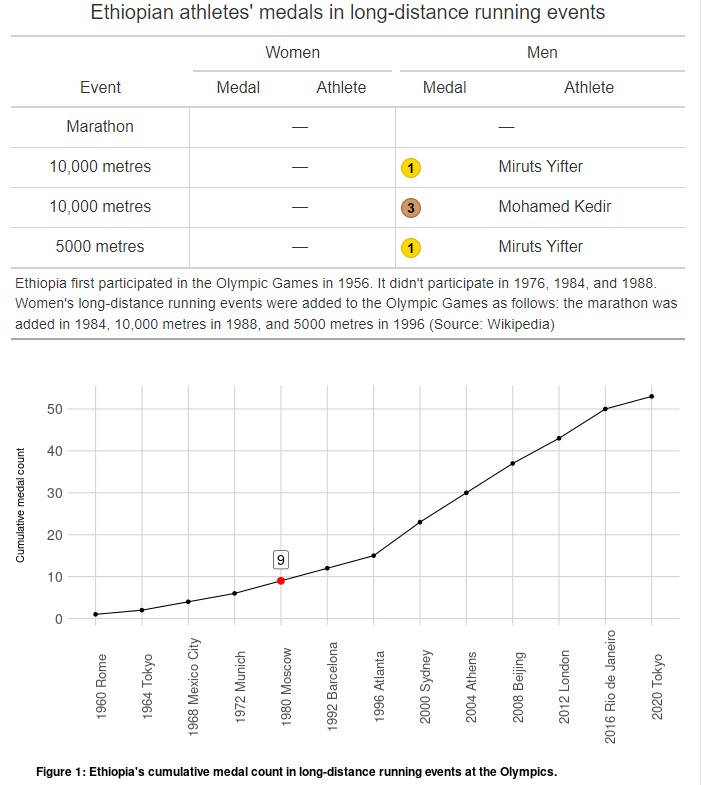 Ethiopian athletes' medals in long-distance running events
Women Men
Event Medal Athlete Medal Athlete
Marathon — —
10,000 metres — 1 Miruts Yifter
10,000 metres — 3 Mohamed Kedir
5000 metres — 1 Miruts Yifter
Ethiopia first participated in the Olympic Games in 1956. It didn't participate in 1976, 1984, and 1988.
Women's long-distance running events were added to the Olympic Games as follows: the marathon was
added in 1984, 10,000 metres in 1988, and 5000 metres in 1996 (Source: Wikipedia)
Cumulative medal count
50
40
30
20
10
0
9
1960 Rome
1964 Tokyo
1968 Mexico City
1972 Munich
1980 Moscow
1992 Barcelona
1996 Atlanta
2000 Sydney
2004 Athens
2008 Beijing
2012 London
2016 Rio de Janeiro
2020 Tokyo
Figure 1: Ethiopia's cumulative medal count in long-distance running events at the Olympics.